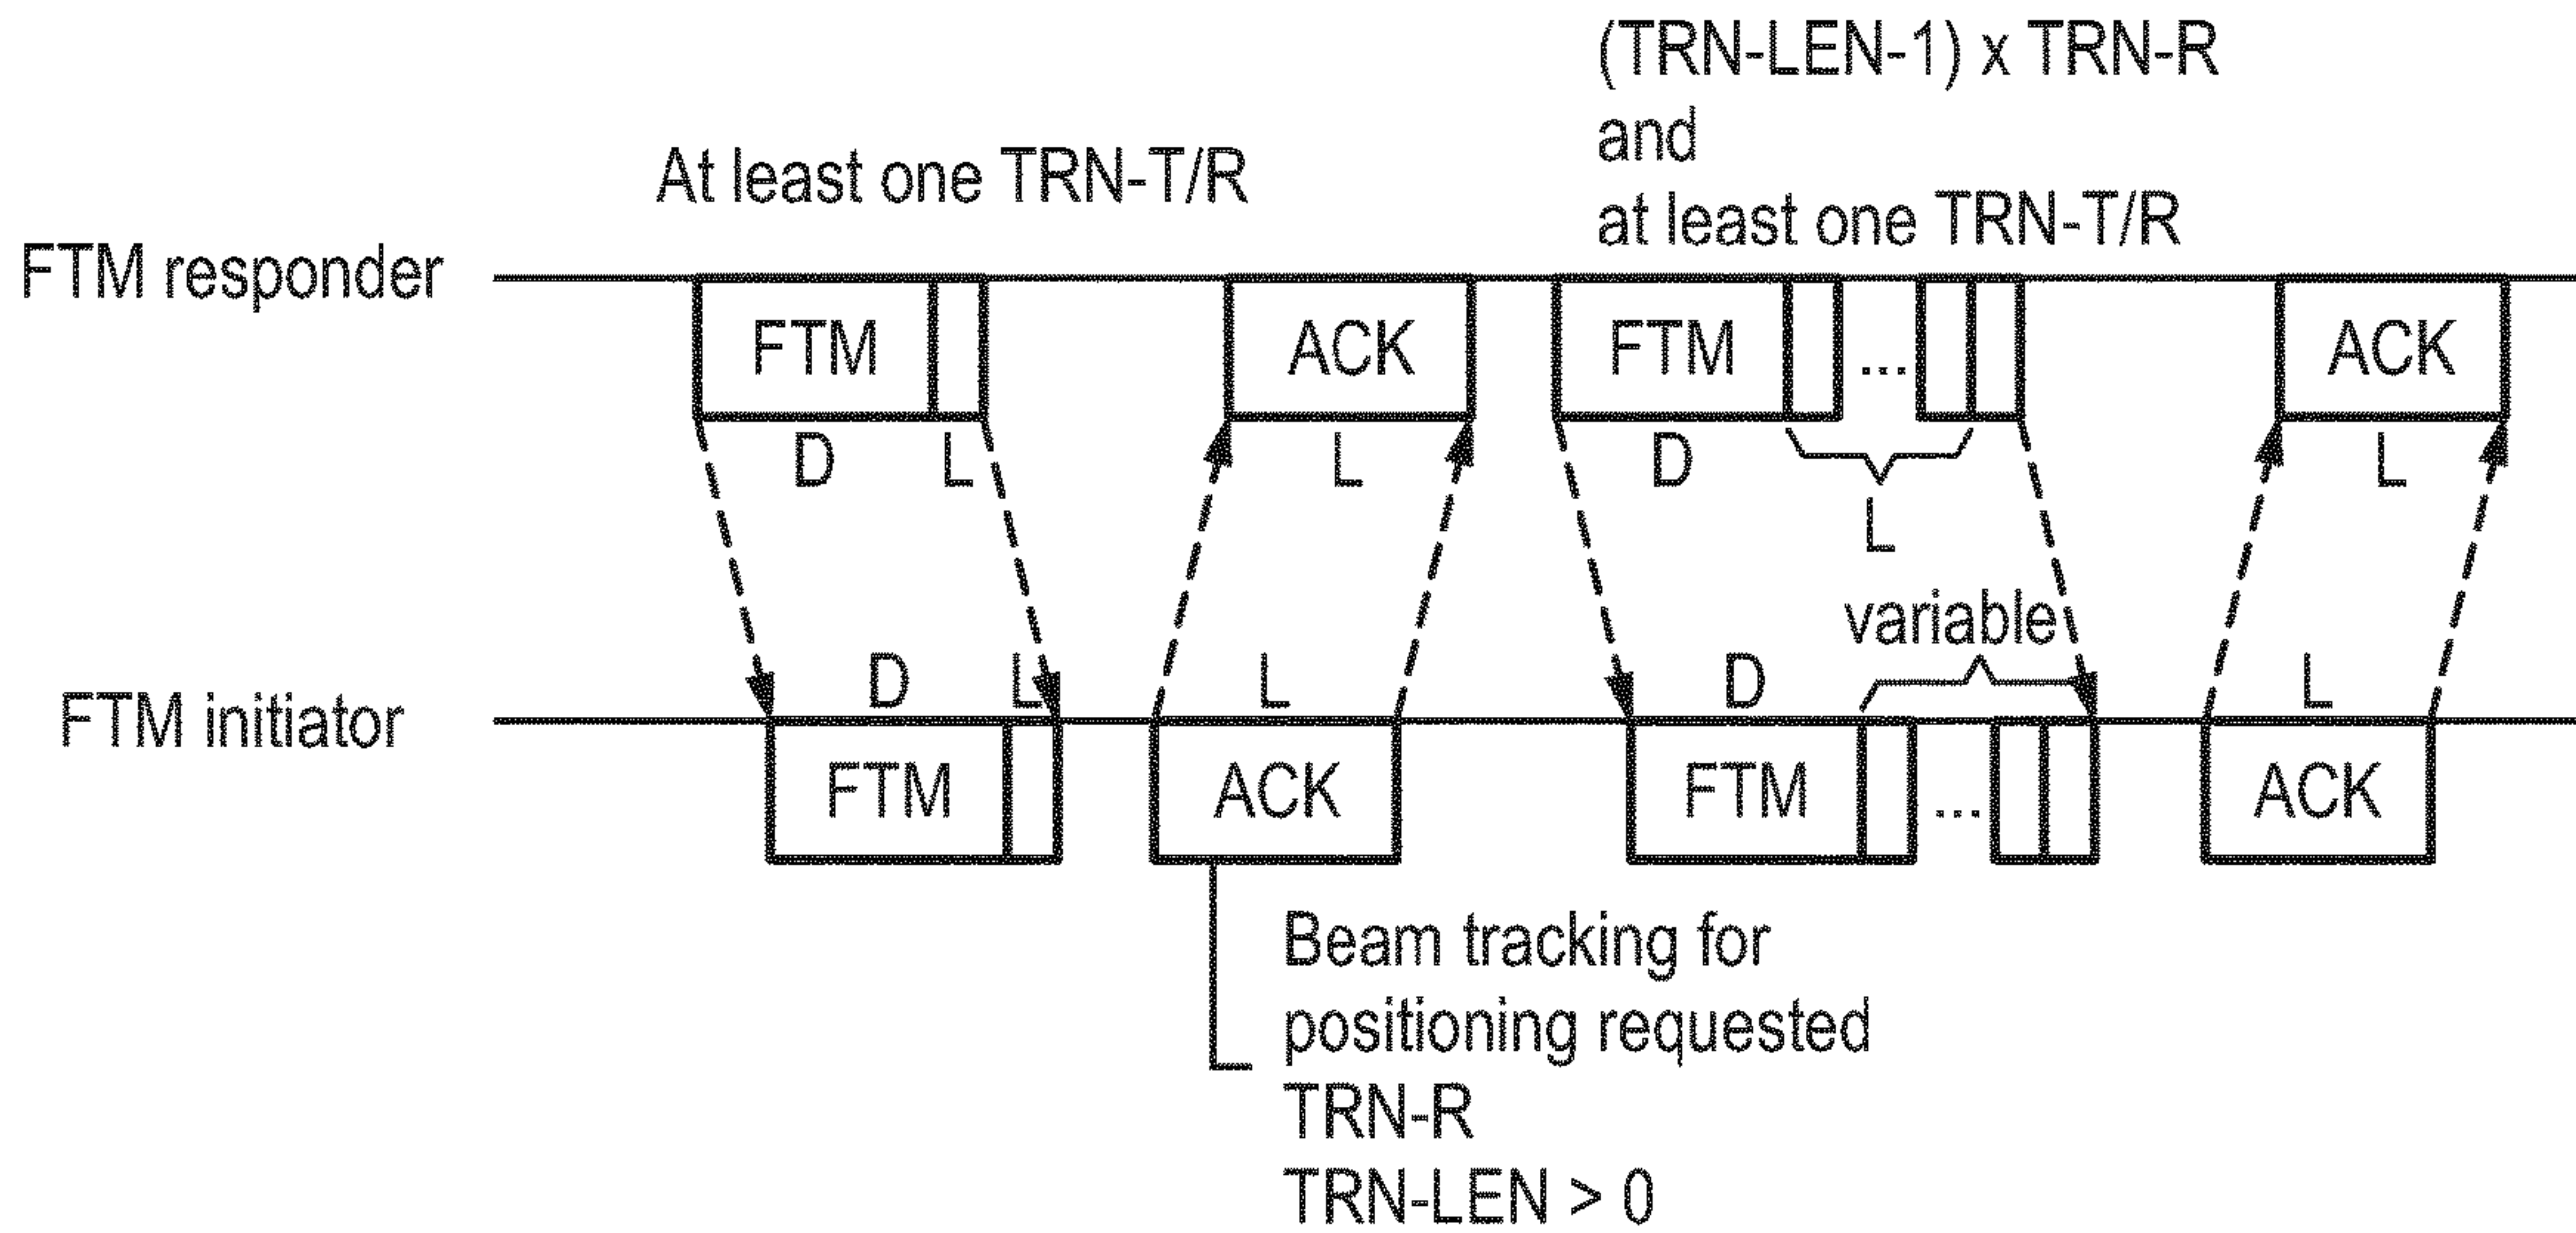 (TRN-LEN-1) x TRN-R
and
at least one TRN-T/R
At least one TRN-T/R
FTM responder
FTM
ACK
FTM
...
ACK
D
L
L
D
L
L
variable
D
L
L
D
L
FTM initiator
FTM
ACK
FTM
...
ACK
Beam tracking for
positioning requested
TRN-R
TRN-LEN > 0